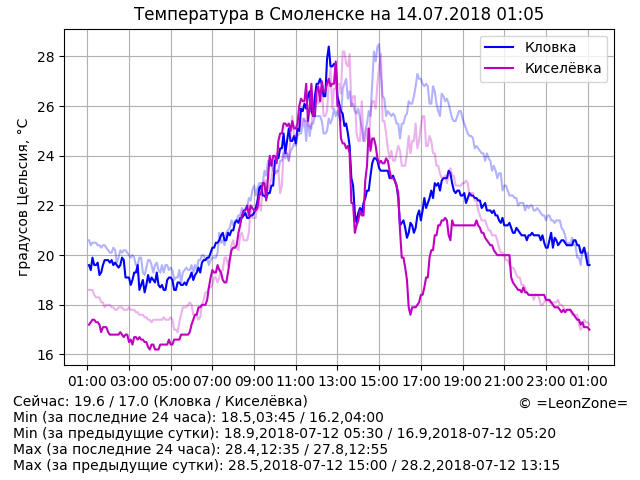 Температура в Смоленске на 14.07.2018 01:05
градусов Цельсия, °C
28
26
24
22
20
18
16
Кловка
Киселёвка
01:00 03:00 05:00 07:00 09:00 11:00 13:00 15:00 17:00 19:00 21:00 23:00 01:00
Сейчас: 19.6 / 17.0 (Кловка / Киселёвка)
© =LeonZone=
Min (за последние 24 часа): 18.5,03:45 / 16.2,04:00
Min (за предыдущие сутки): 18.9,2018-07-12 05:30 / 16.9,2018-07-12 05:20
Max (за последние 24 часа): 28.4,12:35 / 27.8,12:55
Max (за предыдущие сутки): 28.5,2018-07-12 15:00 / 28.2,2018-07-12 13:15